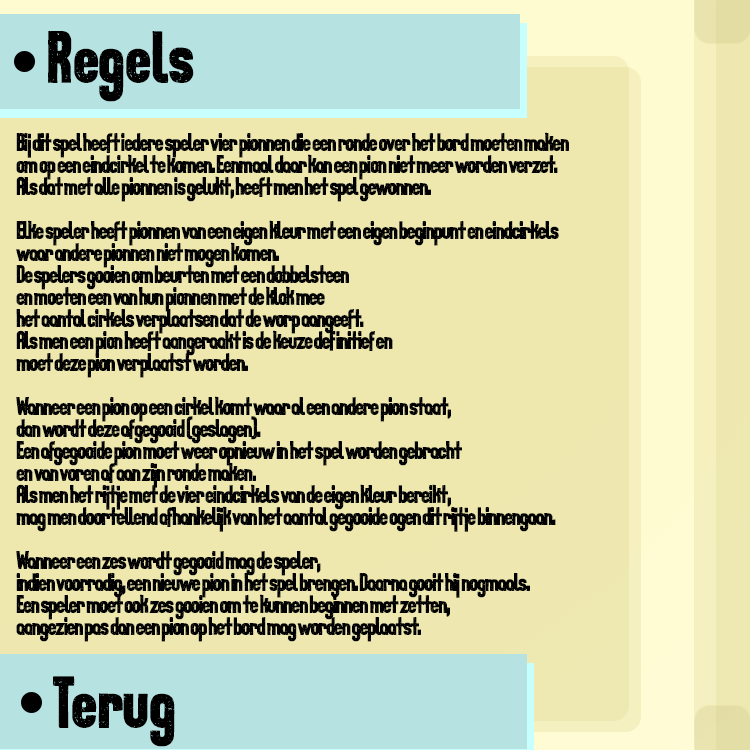 • Regels
Bij dit spel heeft iedere speler vier pionnen die een ronde over het bord moeten maken
om op een eindcirkel te komen. Eenmaal daar kan een pion niet meer worden verzet.
Als dat met alle pionnen is gelukt, heeft men het spel gewonnen.
Elke speler heeft pionnen van een eigen kleur met een eigen beginpunt en eindcirkels
waar andere pionnen niet mogen komen.
De spelers gooien om beurten met een dobbelsteen
en moeten een van hun pionnen met de klok mee
het aantal cirkels verplaatsen dat de worp aangeeft.
Als men een pion heeft aangeraakt is de keuze definitief en
moet deze pion verplaatst worden.
Wanneer een pion op een cirkel komt waar al een andere pion staat,
dan wordt deze afgegooid (geslagen).
Een afgegooide pion moet weer opnieuw in het spel worden gebracht
en van voren af aan zijn ronde maken.
Als men het rijtje met de vier eindcirkels van de eigen kleur bereikt,
mag men doortellend afhankelijk van het aantal gegooide ogen dit rijtje binnengaan.
Wanneer een zes wordt gegooid mag de speler,
indien voorradig, een nieuwe pion in het spel brengen. Daarna gooit hij nogmaals.
Een speler moet ook zes gooien om te kunnen beginnen met zetten,
aangezien pas dan een pion op het bord mag worden geplaatst.
• Terug